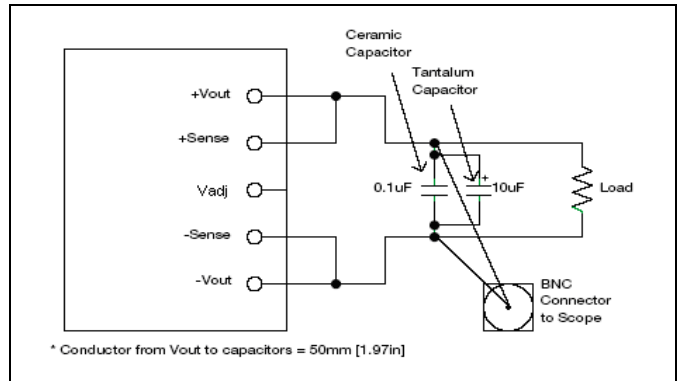 Ceramic
Capacitor
Tantalum
Capacitor
+Vout
+Sense
Vadj
-Sense
-Vout
0.1uF
+
10uF
Load
BNC
Connector
to Scope
* Conductor from Vout to capacitors = 50mm [1.97in]